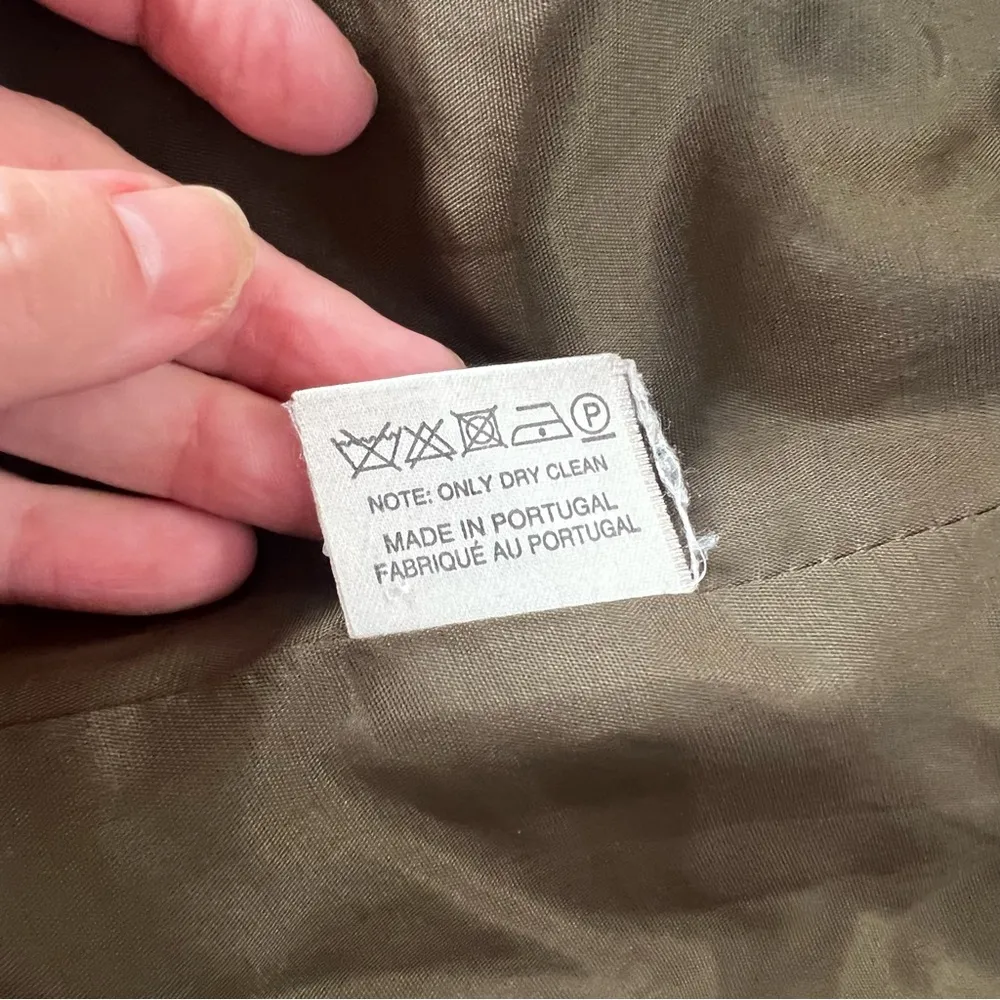 P
NOTE: ONLY DRY CLEAN
MADE IN PORTUGAL
FABRIQUÉ AU PORTUGAL